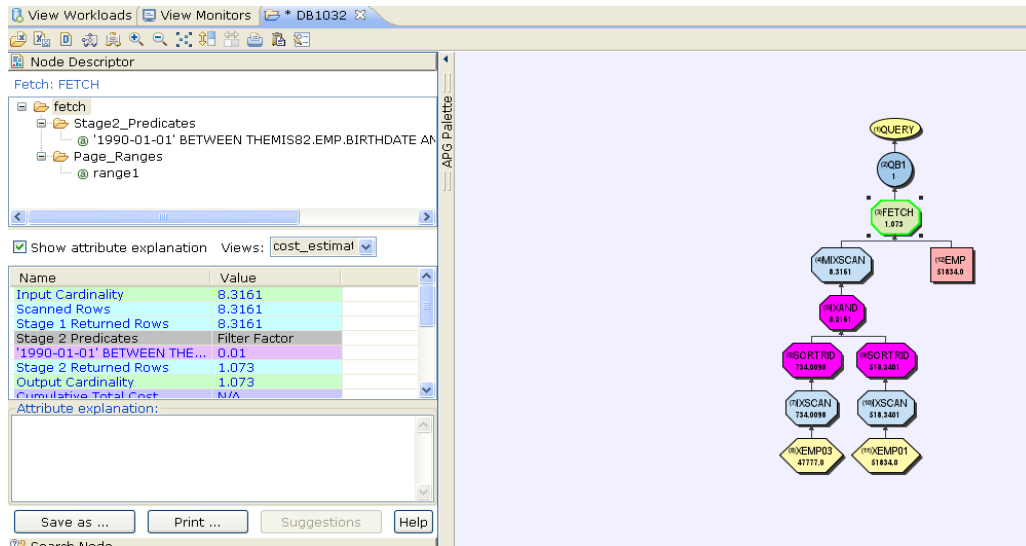 View Workloads View Monitors * DB1032
Node Descriptor
Fetch: FETCH
fetch
Stage2_Predicates
'1990-01-01' BETWEEN THEMIS82.EMP.BIRTHDATE AN
Page_Ranges
range1
Show attribute explanation Views: cost_estimat
Name Value
Input Cardinality 8.3161
Scanned Rows 8.3161
Stage 1 Returned Rows 8.3161
Stage 2 Predicates Filter Factor
'1990-01-01' BETWEEN THE... 0.01
Stage 2 Returned Rows 1.073
Output Cardinality 1.073
Cumulative Total Cost N/A
Attribute explanation:
Save as ... Print ... Suggestions Help
Search Node
APG Palette
(1)QUERY
(2)QB1
1
(3)FETCH
1.073
(4)MIXSCAN
8.3161
(12)EMP
51834.0
(5)IXAND
8.3161
(6)SORTRID
734.0098
(9)SORTRID
518.3401
(7)IXSCAN
734.0098
(10)IXSCAN
518.3401
(8)XEMP03
47777.0
(11)XEMP01
51834.0